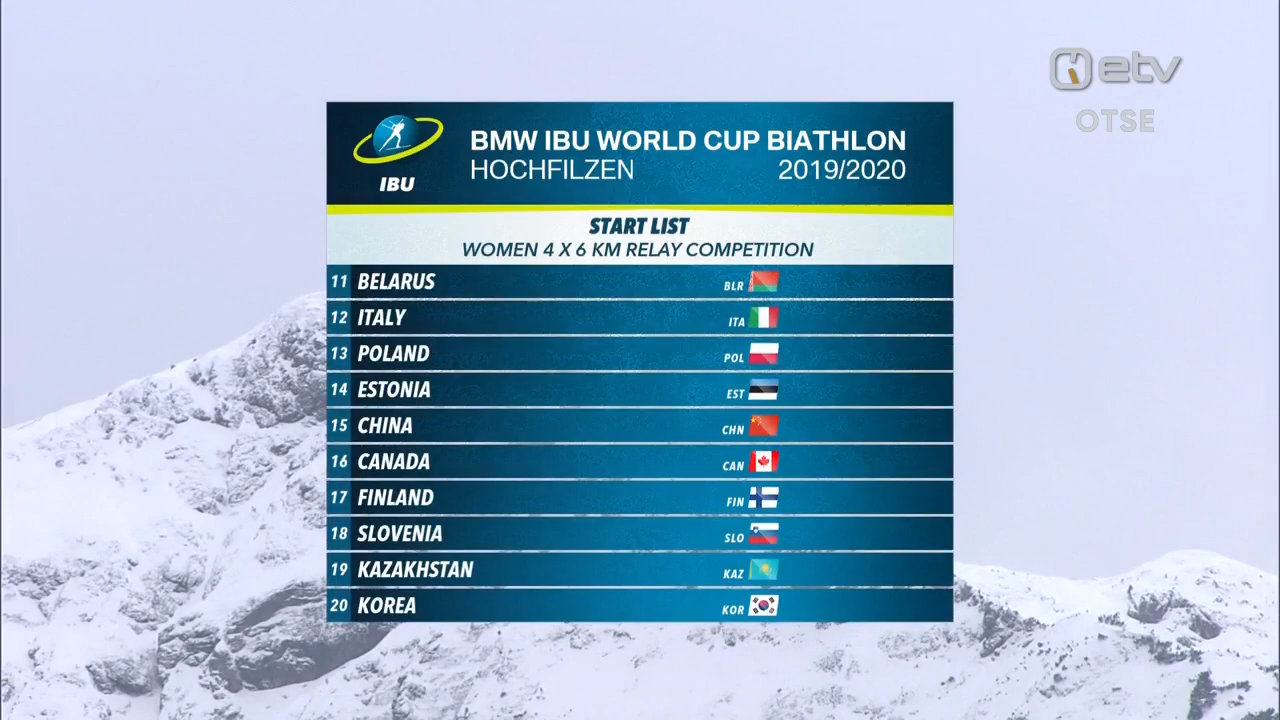 etv
OTSE
BMW IBU WORLD CUP BIATHLON
HOCHFILZEN 2019/2020
IBU
START LIST
WOMEN 4 X 6 KM RELAY COMPETITION
11 BELARUS BLR
12 ITALY ITA
13 POLAND POL
14 ESTONIA EST
15 CHINA CHN
16 CANADA CAN
17 FINLAND FIN
18 SLOVENIA SLO
19 KAZAKHSTAN KAZ
20 KOREA KOR